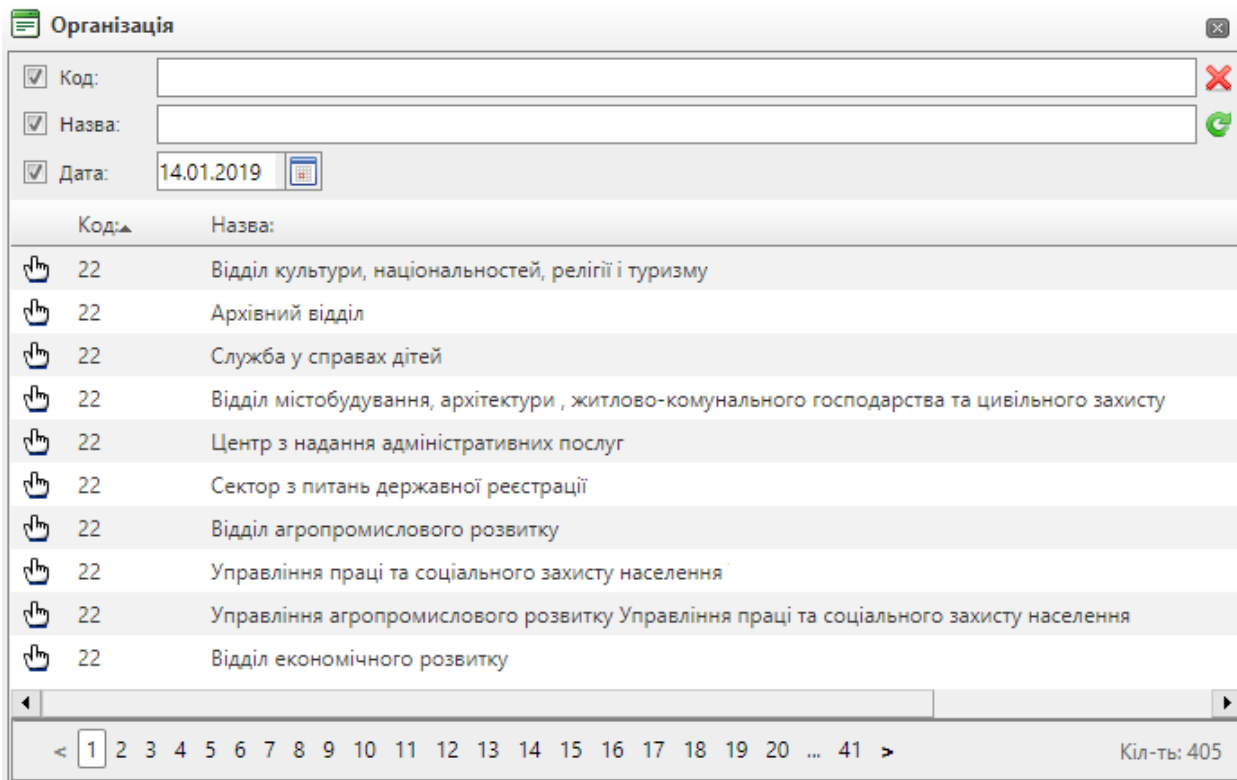 Організація
Код:
Назва:
Дата: 14.01.2019
Код: Назва:
22 Відділ культури, національностей, релігії і туризму
22 Архівний відділ
22 Служба у справах дітей
22 Відділ містобудування, архітектури , житлово-комунального господарства та цивільного захисту
22 Центр з надання адміністративних послуг
22 Сектор з питань державної реєстрації
22 Відділ агропромислового розвитку
22 Управління праці та соціального захисту населення
22 Управління агропромислового розвитку Управління праці та соціального захисту населення
22 Відділ економічного розвитку
< 1 2 3 4 5 6 7 8 9 10 11 12 13 14 15 16 17 18 19 20 ... 41 > Кіл-ть: 405